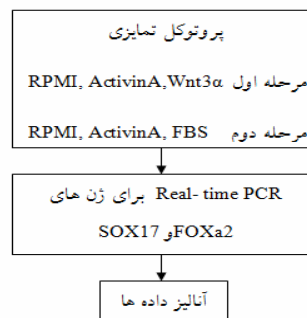 پروتوکل تمایزی
مرحله اول RPMI, ActivinA,Wnt3α
مرحله دوم RPMI, ActivinA, FBS
Real- time PCR برای ژن های
SOX17 وFOXa2
آنالیز داده ها